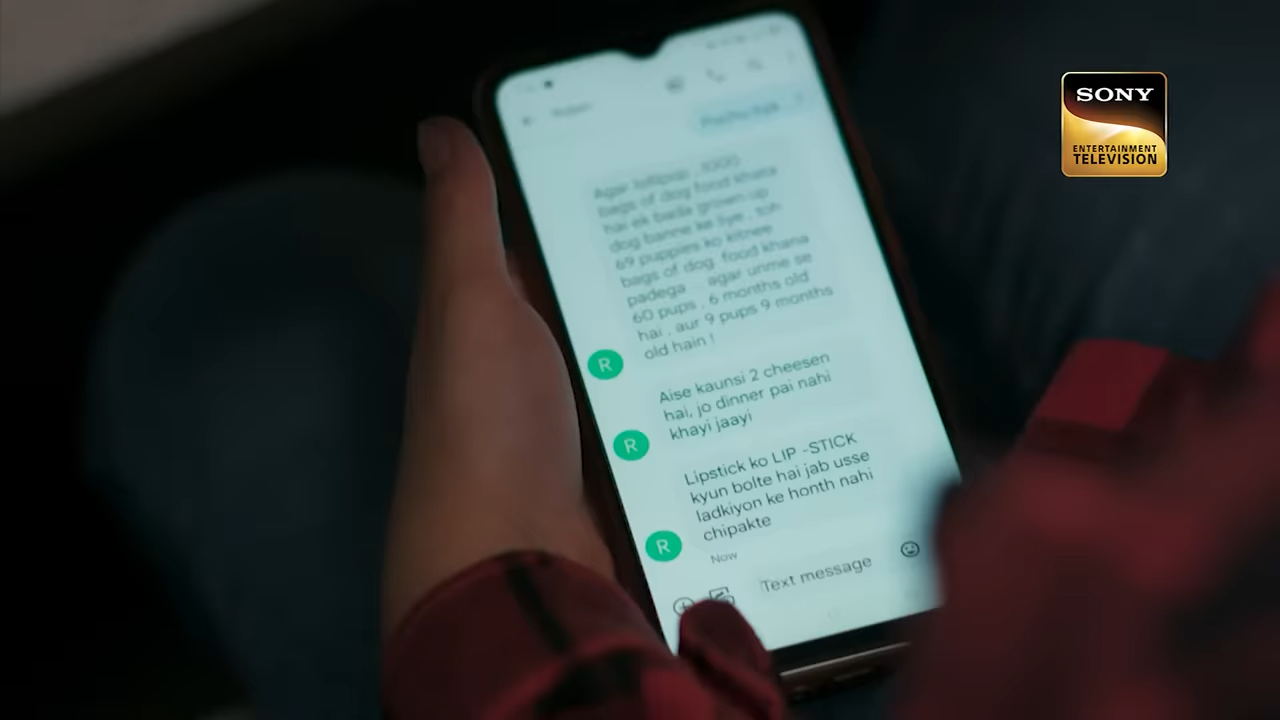 SONY
ENTERTAINMENT
TELEVISION
Agar lollipop , 1000
bags of dog food khata
hai ek bada grown up
dog banne ke liye , toh
69 puppies ko kitnee
bags of dog food khana
padega agar unme se
60 pups , 6 months old
hai , aur 9 pups 9 months
old hain !
R
Aise kaunsi 2 cheesen
hai, jo dinner pai nahi
khayi jaayi
R
Lipstick ko LIP -STICK
kyun bolte hai jab usse
ladkiyon ke honth nahi
chipakte
R
Now
Text message